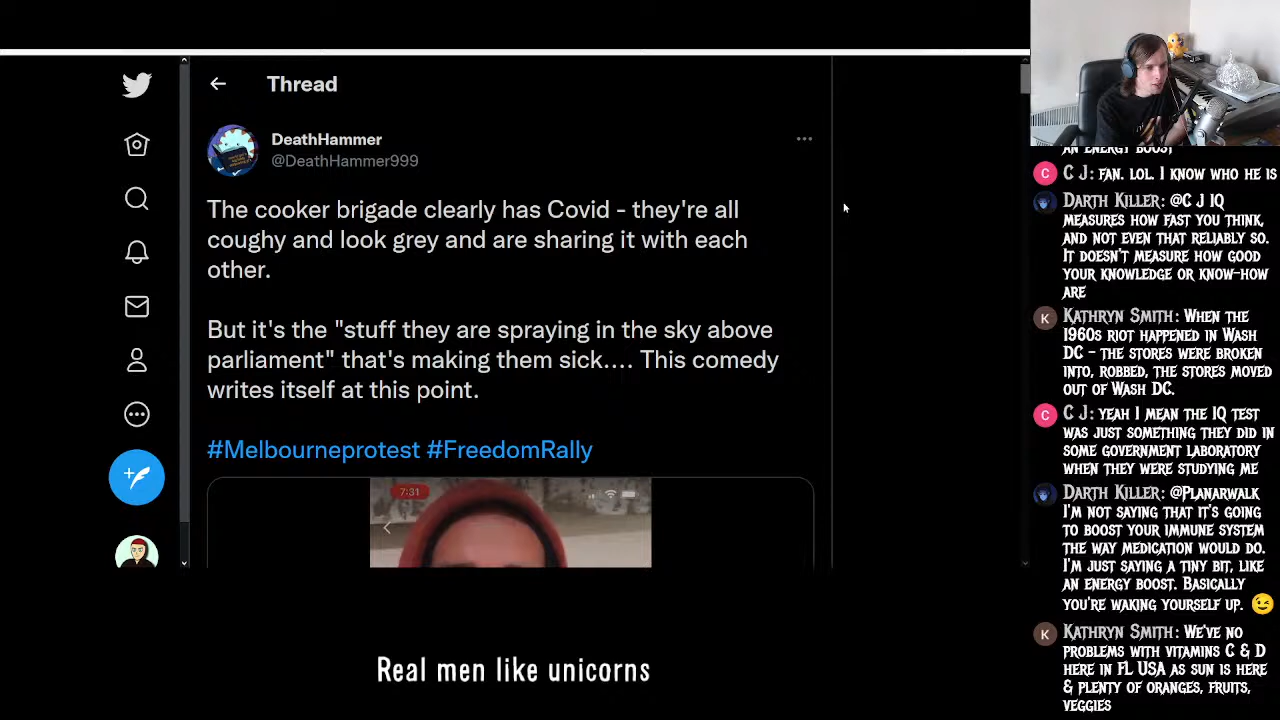 Thread
DeathHammer
@DeathHammer999
The cooker brigade clearly has Covid - they're all
coughy and look grey and are sharing it with each
other.
But it's the "stuff they are spraying in the sky above
parliament" that's making them sick.... This comedy
writes itself at this point.
#Melbourneprotest #FreedomRally
7:31
Real men like unicorns
AN ENERGY BOOST
C J: FAN. LOL. I KNOW WHO HE IS
DARTH KILLER: @C J IQ
MEASURES HOW FAST YOU THINK,
AND NOT EVEN THAT RELIABLY SO.
IT DOESN'T MEASURE HOW GOOD
YOUR KNOWLEDGE OR KNOW-HOW
ARE
KATHRYN SMITH: WHEN THE
1960S RIOT HAPPENED IN WASH
DC - THE STORES WERE BROKEN
INTO, ROBBED, THE STORES MOVED
OUT OF WASH DC.
C J: YEAH I MEAN THE IQ TEST
WAS JUST SOMETHING THEY DID IN
SOME GOVERNMENT LABORATORY
WHEN THEY WERE STUDYING ME
DARTH KILLER: @PLANARWALK
I'M NOT SAYING THAT IT'S GOING
TO BOOST YOUR IMMUNE SYSTEM
THE WAY MEDICATION WOULD DO.
I'M JUST SAYING A TINY BIT, LIKE
AN ENERGY BOOST. BASICALLY
YOU'RE WAKING YOURSELF UP. 😉
KATHRYN SMITH: WE'VE NO
PROBLEMS WITH VITAMINS C & D
HERE IN FL USA AS SUN IS HERE
& PLENTY OF ORANGES, FRUITS,
VEGGIES